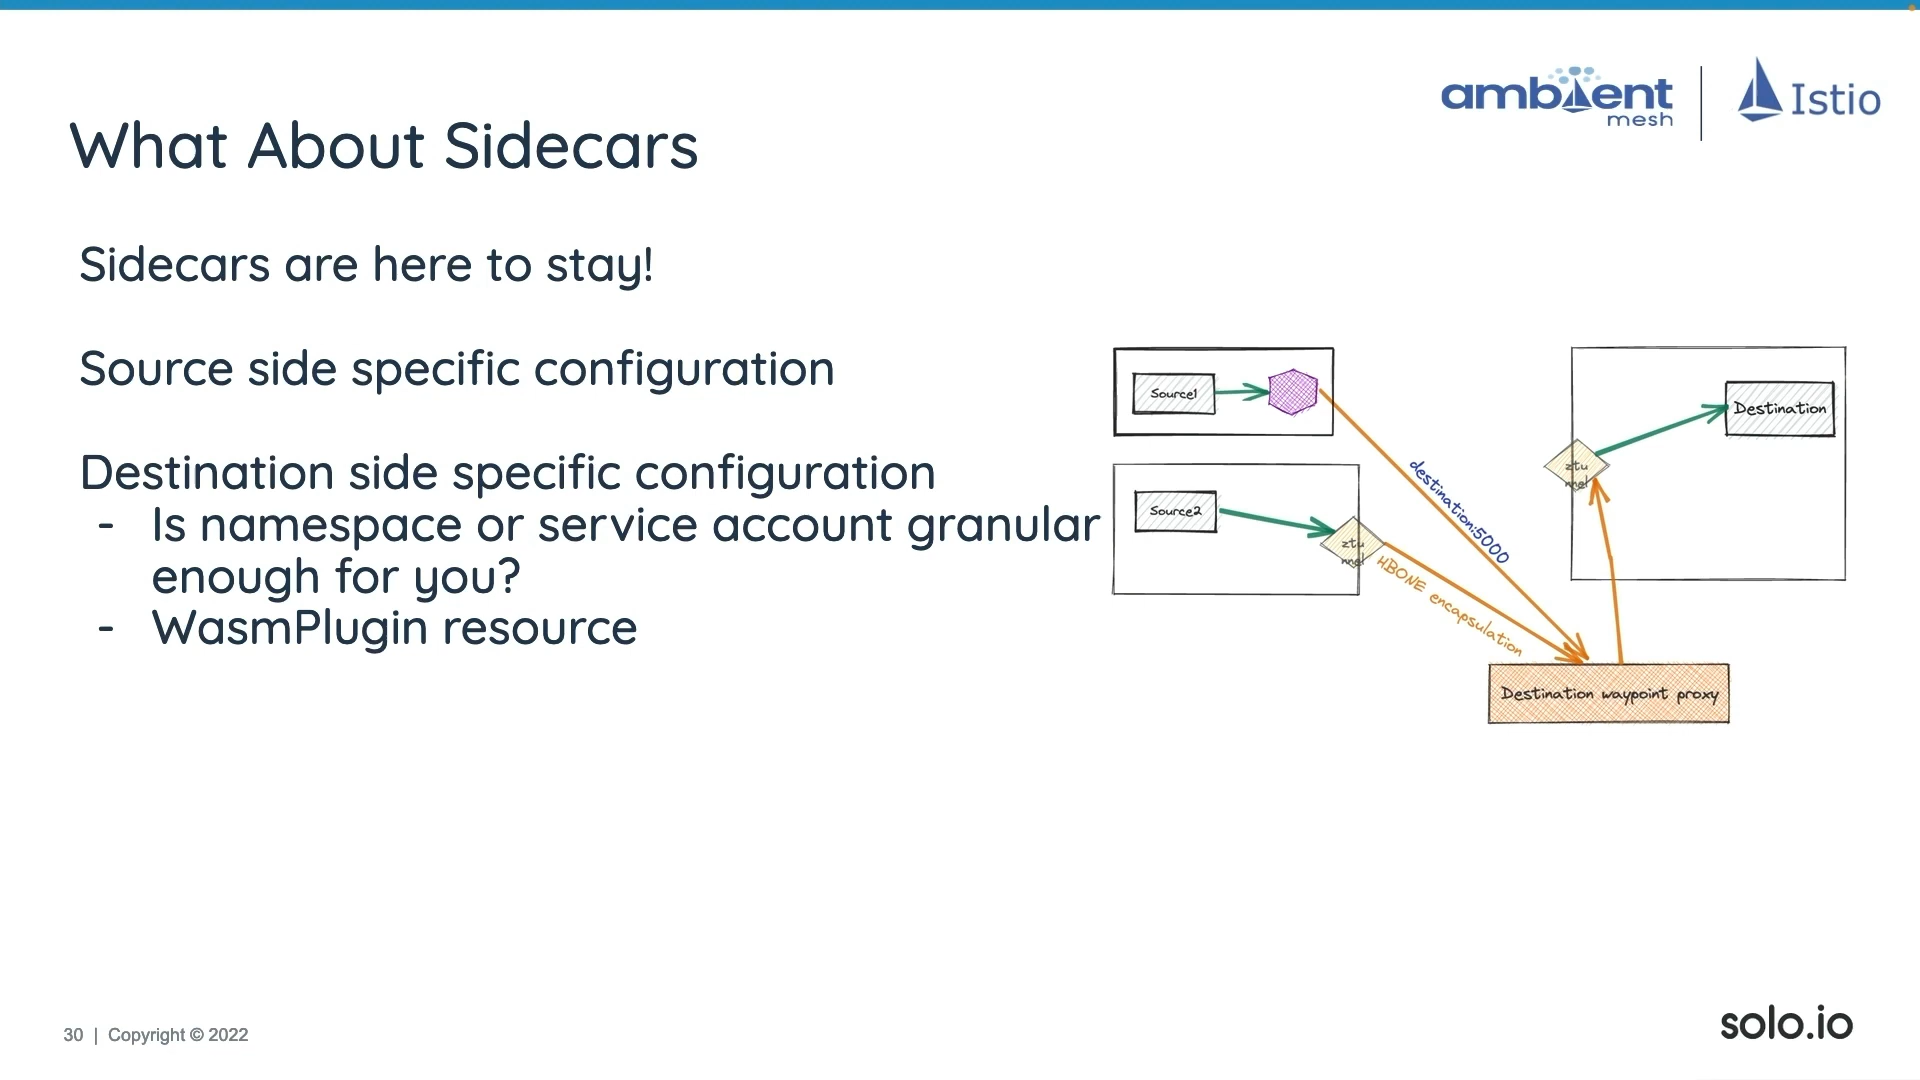 ambient
mesh
Istio
What About Sidecars
Sidecars are here to stay!
Source side specific configuration
Destination side specific configuration
- Is namespace or service account granular
enough for you?
- WasmPlugin resource
Source1
Destination
destination:5000
ztu
nnel
Source2
ztu
nnel
HBONE encapsulation
Destination waypoint proxy
30 | Copyright © 2022
solo.io